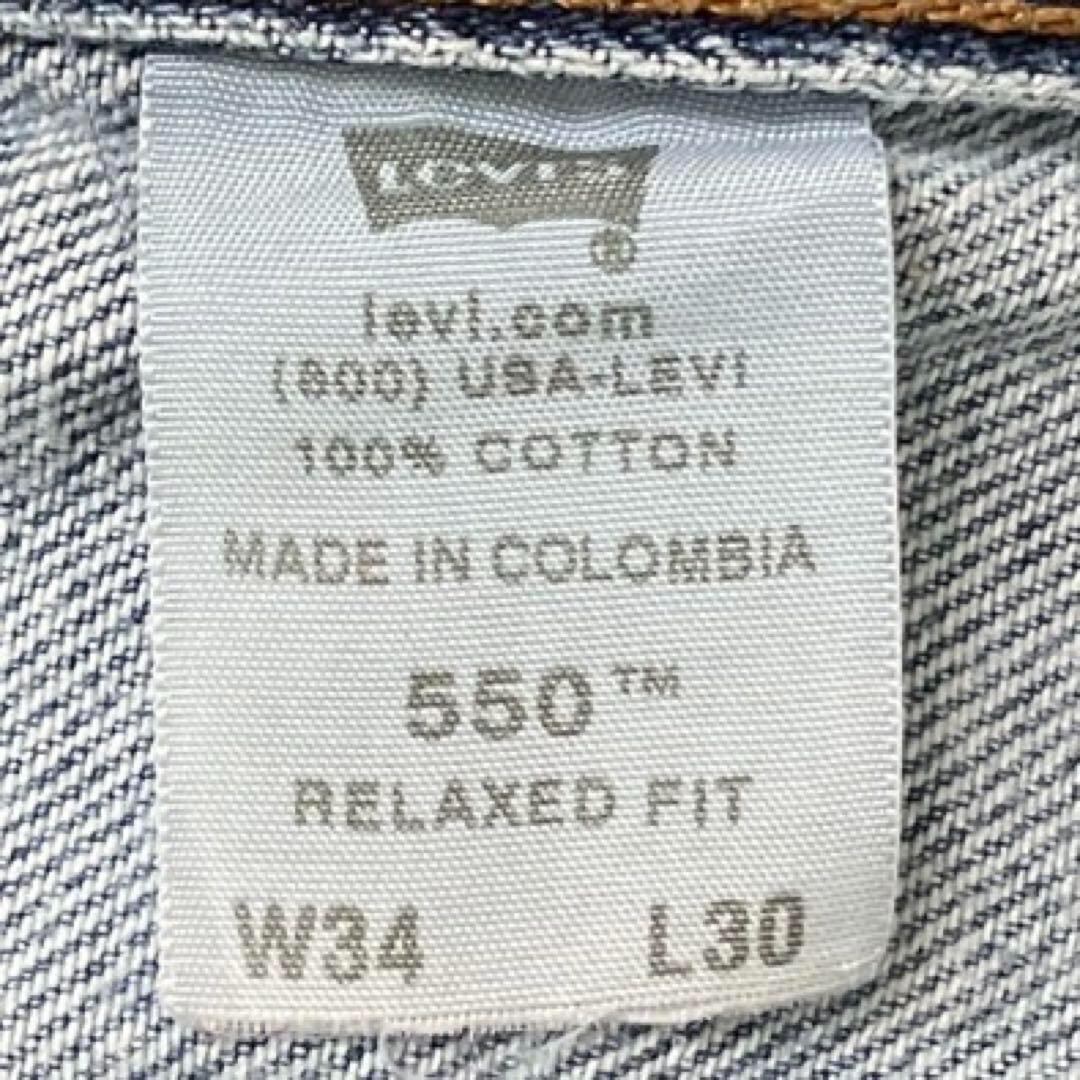 Levi's
®
levi.com
(800) USA-LEVI
100% COTTON
MADE IN COLOMBIA
550™
RELAXED FIT
W34 L30